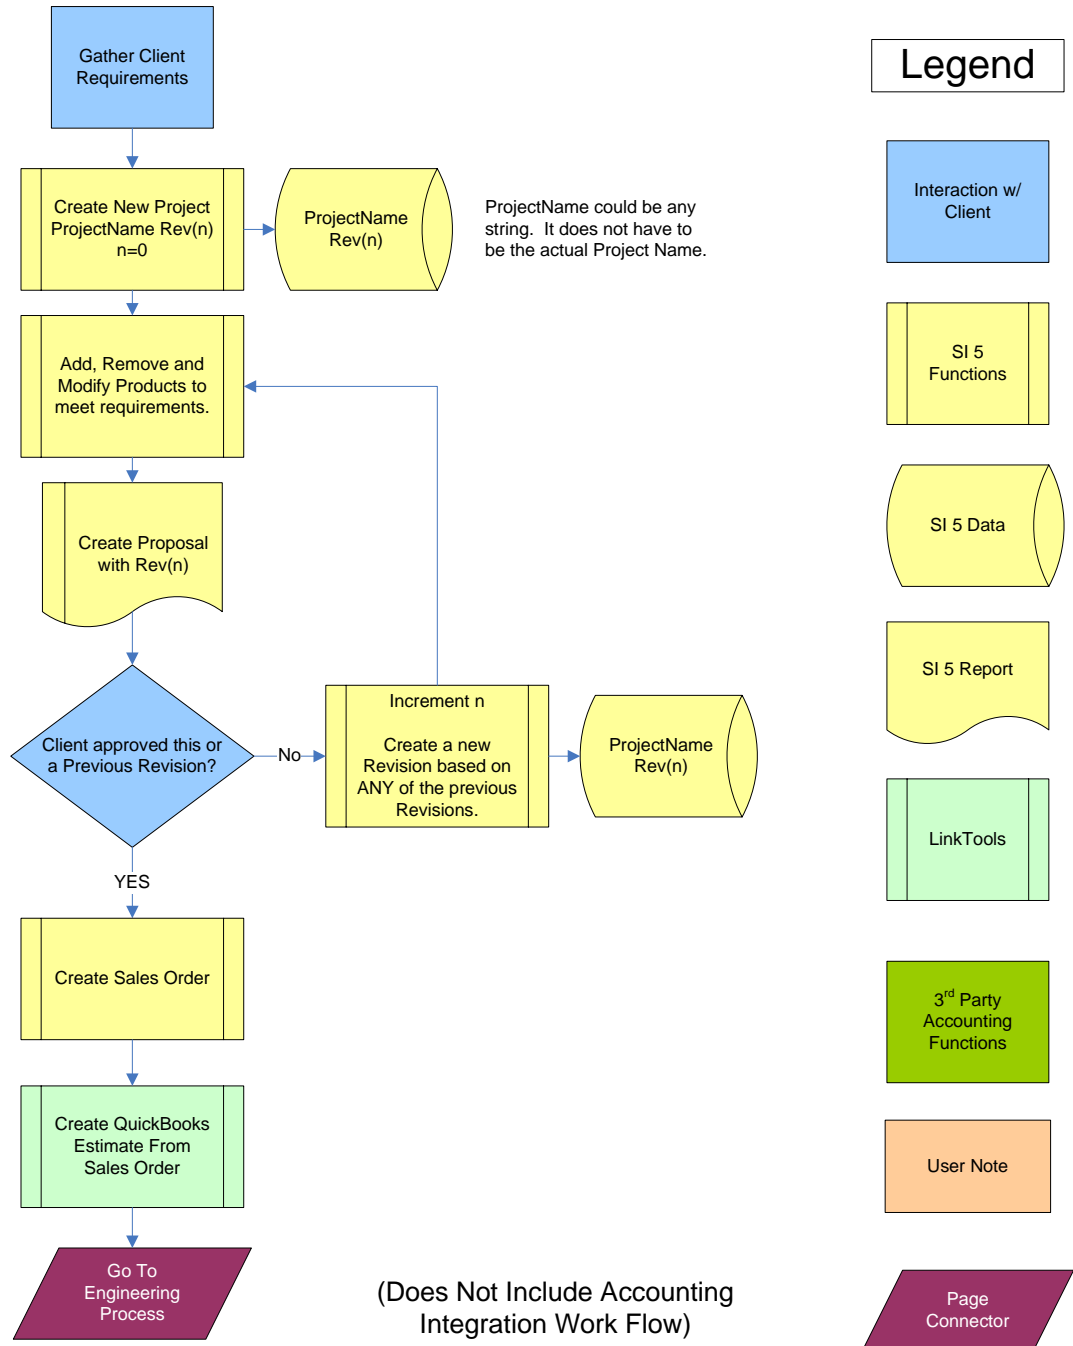 Gather Client
Requirements
Legend
Create New Project
ProjectName Rev(n)
n=0
ProjectName
Rev(n)
ProjectName could be any
string.  It does not have to
be the actual Project Name.
Interaction w/
Client
Add, Remove and
Modify Products to
meet requirements.
SI 5
Functions
Create Proposal
with Rev(n)
SI 5 Data
Client approved this or
a Previous Revision?
No
Increment n
Create a new
Revision based on
ANY of the previous
Revisions.
ProjectName
Rev(n)
SI 5 Report
YES
LinkTools
Create Sales Order
3rd Party
Accounting
Functions
Create QuickBooks
Estimate From
Sales Order
User Note
Go To
Engineering
Process
(Does Not Include Accounting
Integration Work Flow)
Page
Connector